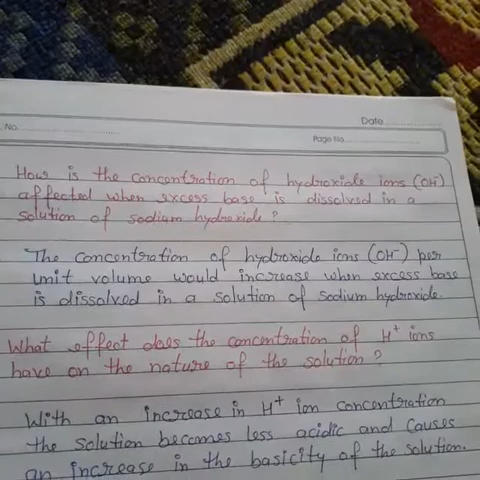 No.
Date
Page No.
How is the concentration of hydroxide ions (OH⁻)
affected when excess base is dissolved in a
solution of sodium hydroxide?
The concentration of hydroxide ions (OH⁻) per
unit volume would increase when excess base
is dissolved in a solution of sodium hydroxide.
What effect does the concentration of H⁺ ions
have on the nature of the solution?
With an increase in H⁺ ion concentration
the solution becomes less acidic and causes
an increase in the basicity of the solution.